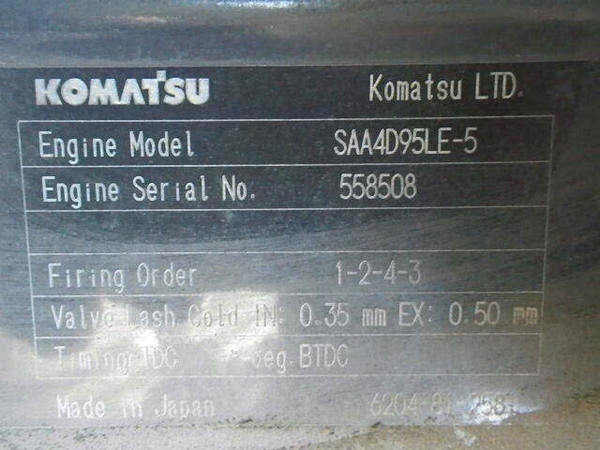 KOMATSU Komatsu LTD.
Engine Model SAA4D95LE-5
Engine Serial No. 558508
Firing Order 1-2-4-3
Valve Lash Cold IN: 0.35 mm EX: 0.50 mm
Timing TDC deg.BTDC
Made in Japan